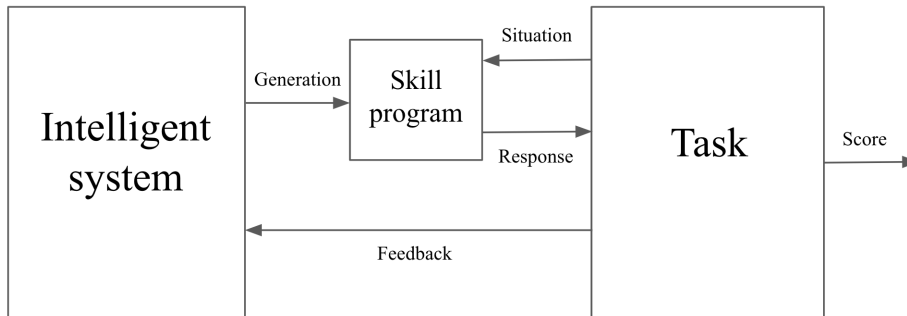 Intelligent
system
Generation
Skill
program
Situation
Response
Feedback
Task
Score